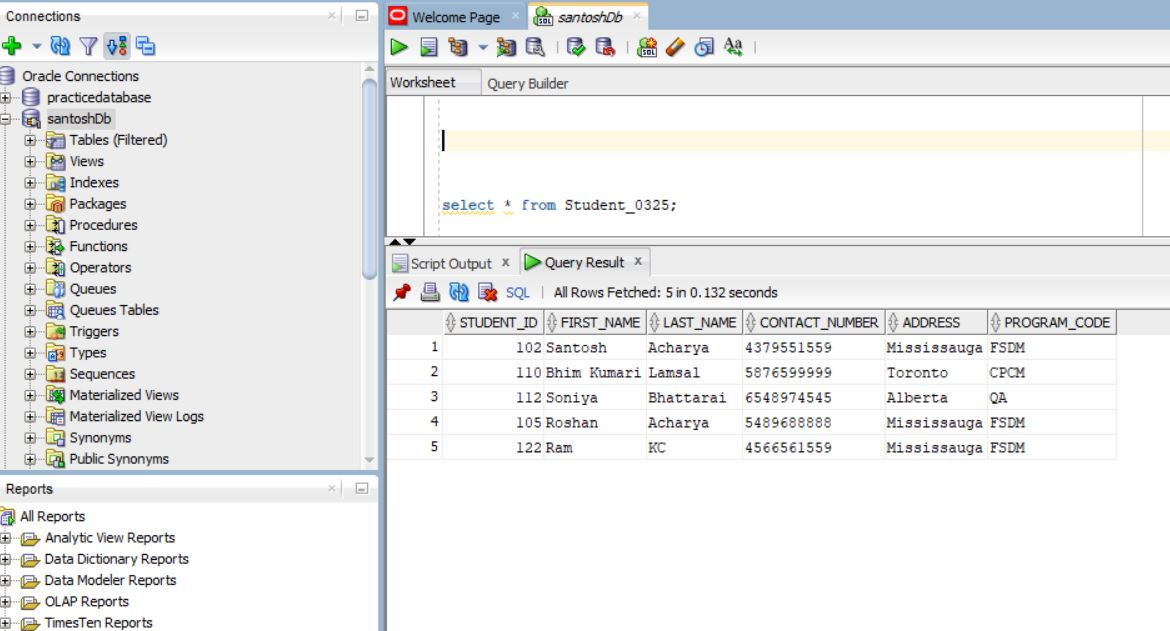 Connections
Oracle Connections
practicedatabase
santoshDb
Tables (Filtered)
Views
Indexes
Packages
Procedures
Functions
Operators
Queues
Queues Tables
Triggers
Types
Sequences
Materialized Views
Materialized View Logs
Synonyms
Public Synonyms
Reports
All Reports
Analytic View Reports
Data Dictionary Reports
Data Modeler Reports
OLAP Reports
TimesTen Reports
Welcome Page santoshDb
SQL SQL Aa
Worksheet Query Builder
select * from Student_0325;
Script Output x Query Result x
SQL | All Rows Fetched: 5 in 0.132 seconds
STUDENT_ID FIRST_NAME LAST_NAME CONTACT_NUMBER ADDRESS PROGRAM_CODE
1 102 Santosh Acharya 4379551559 Mississauga FSDM
2 110 Bhim Kumari Lamsal 5876599999 Toronto CPCM
3 112 Soniya Bhattarai 6548974545 Alberta QA
4 105 Roshan Acharya 5489688888 Mississauga FSDM
5 122 Ram KC 4566561559 Mississauga FSDM